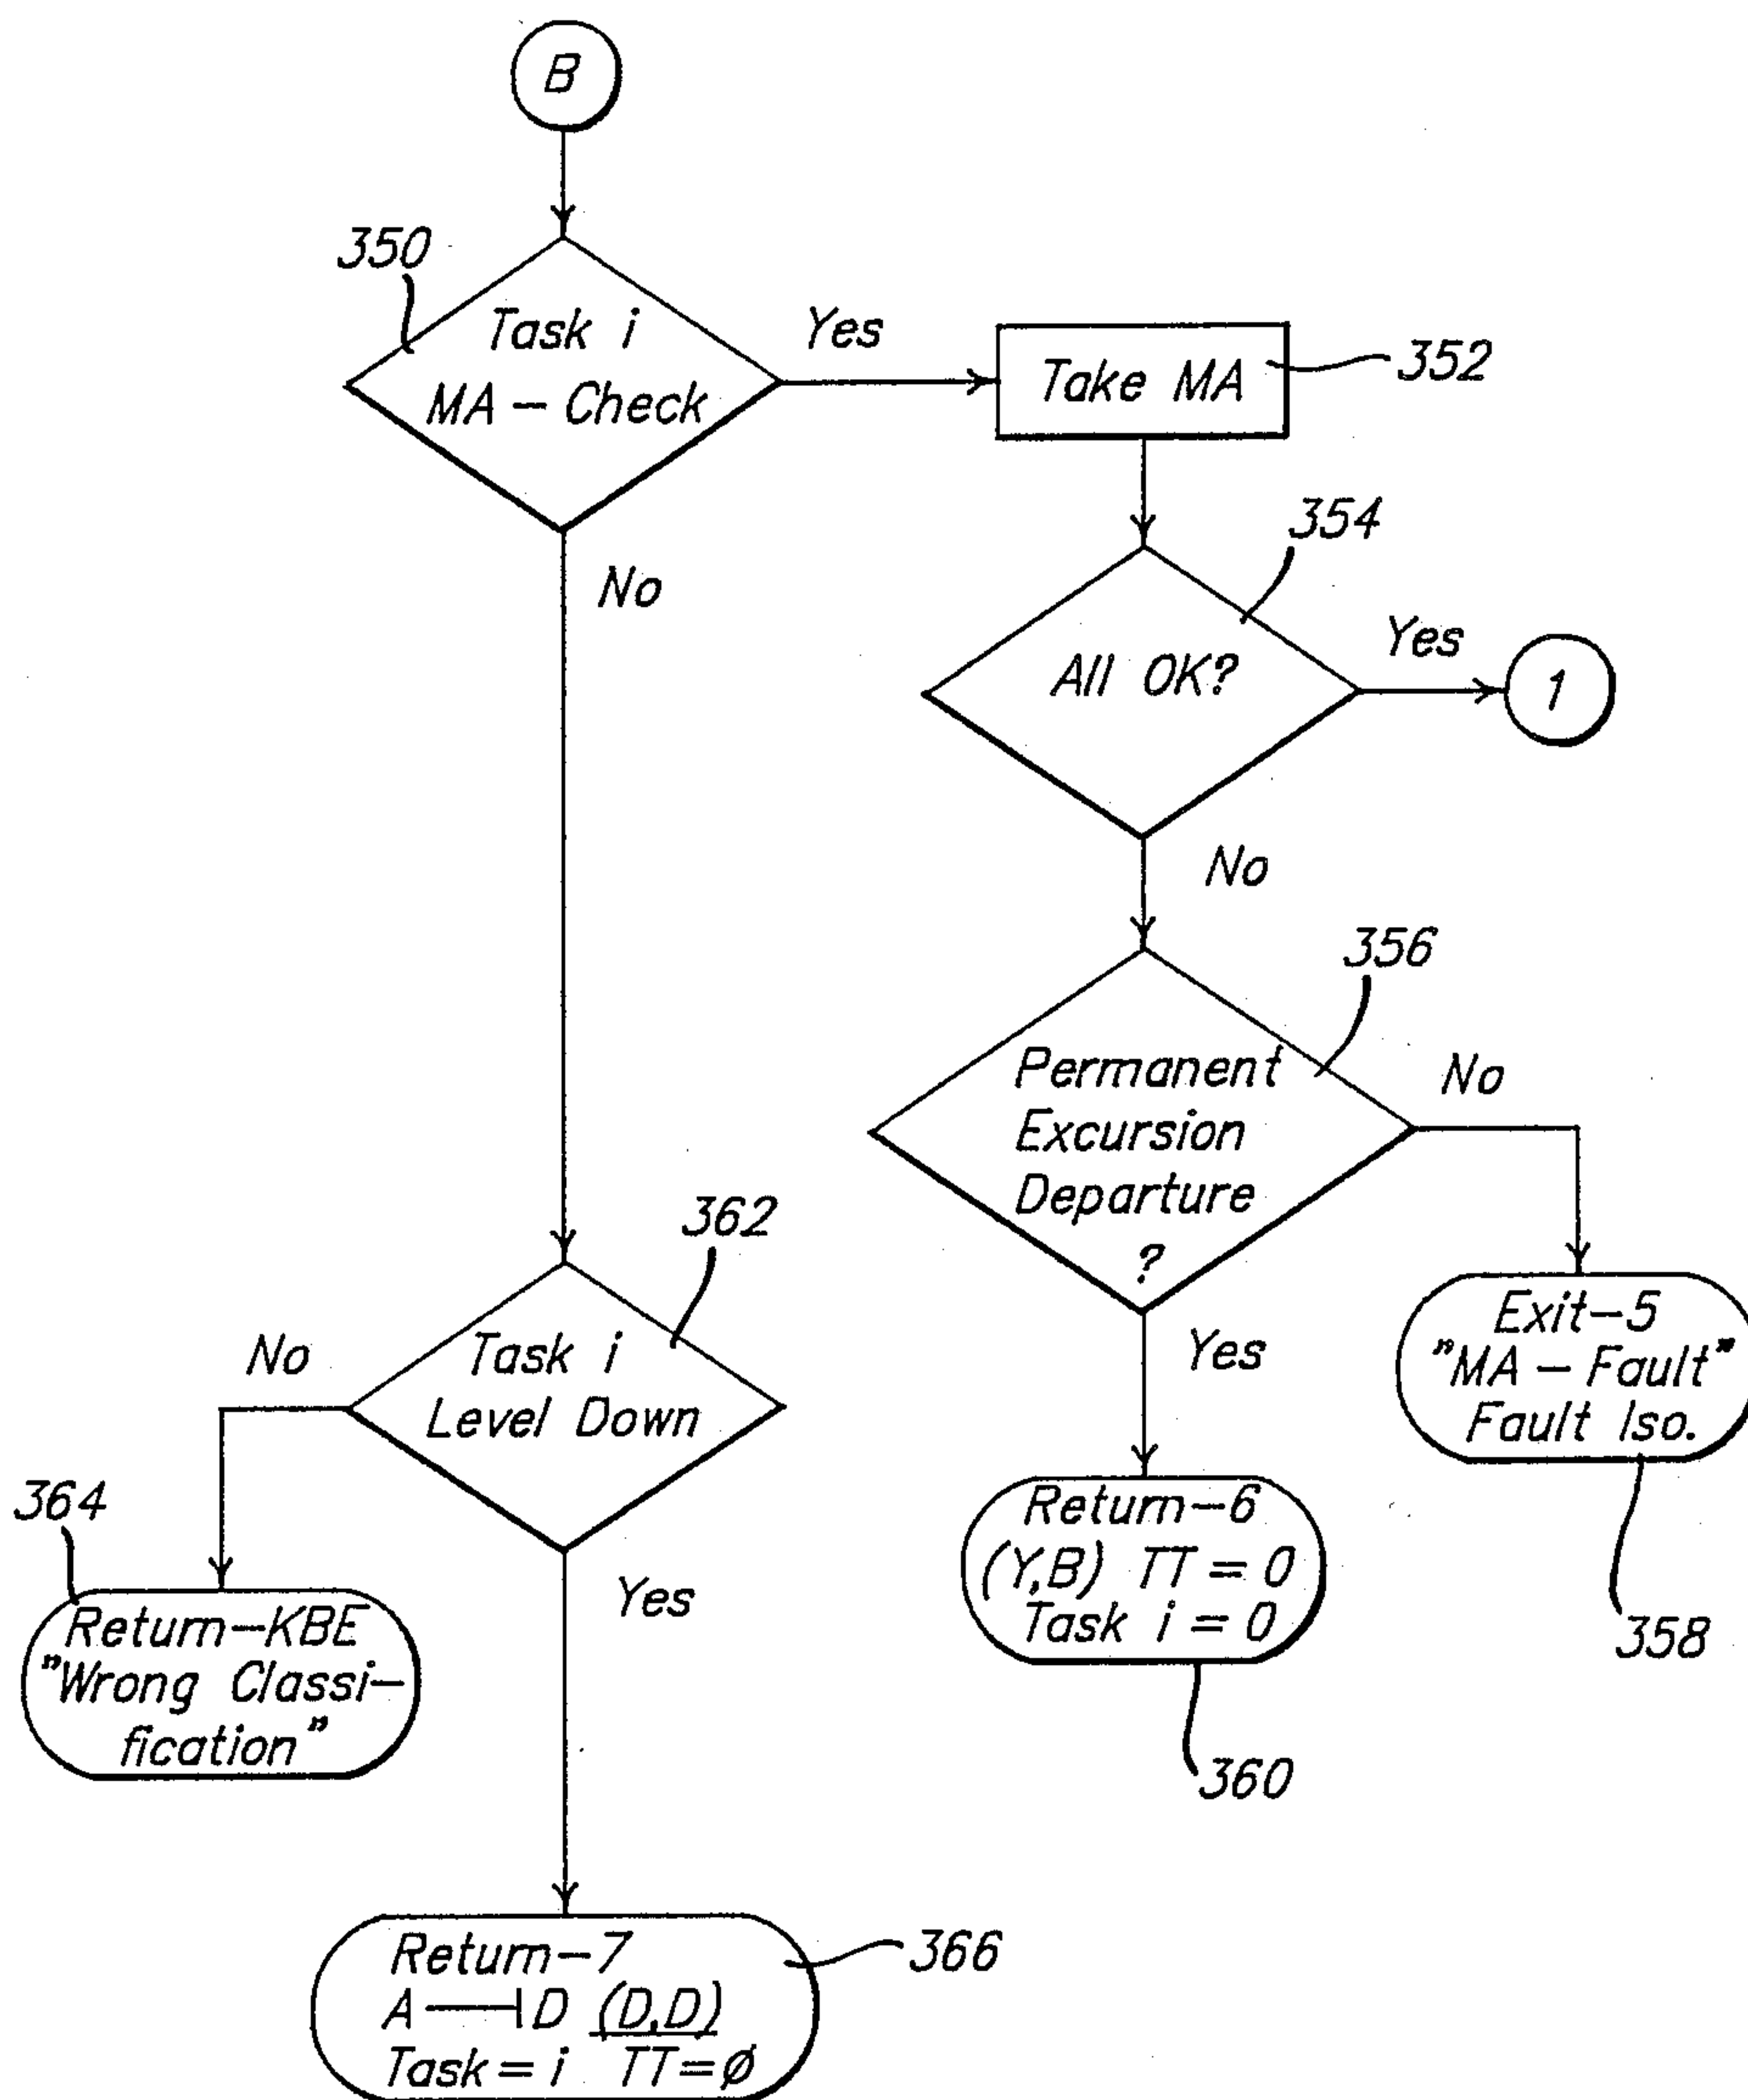 B
350
Task i
MA - Check
Yes
Take MA
352
No
354
All OK?
Yes
1
No
356
Permanent
Excursion
Departure
?
No
Yes
Exit-5
"MA - Fault"
Fault Iso.
358
Return-6
(Y,B) TT = 0
Task i = 0
360
362
Task i
Level Down
No
364
Return-KBE
"Wrong Classi-
fication"
Yes
Return-7
A ——| D (D,D)
Task = i TT=ø
366